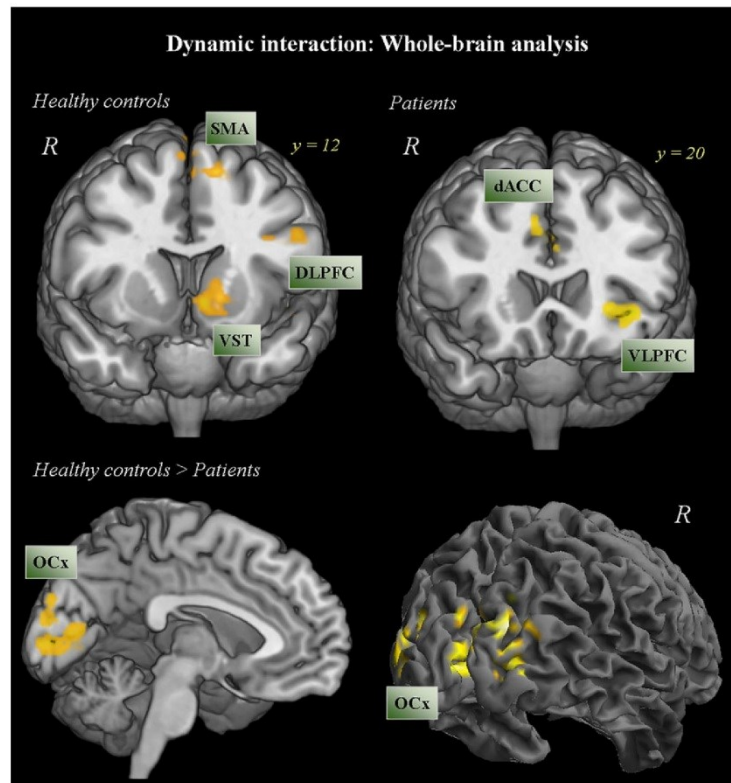 Dynamic interaction: Whole-brain analysis
Healthy controls
Patients
SMA
R
y = 12
R
y = 20
dACC
DLPFC
VST
VLPFC
Healthy controls > Patients
R
OCx
OCx